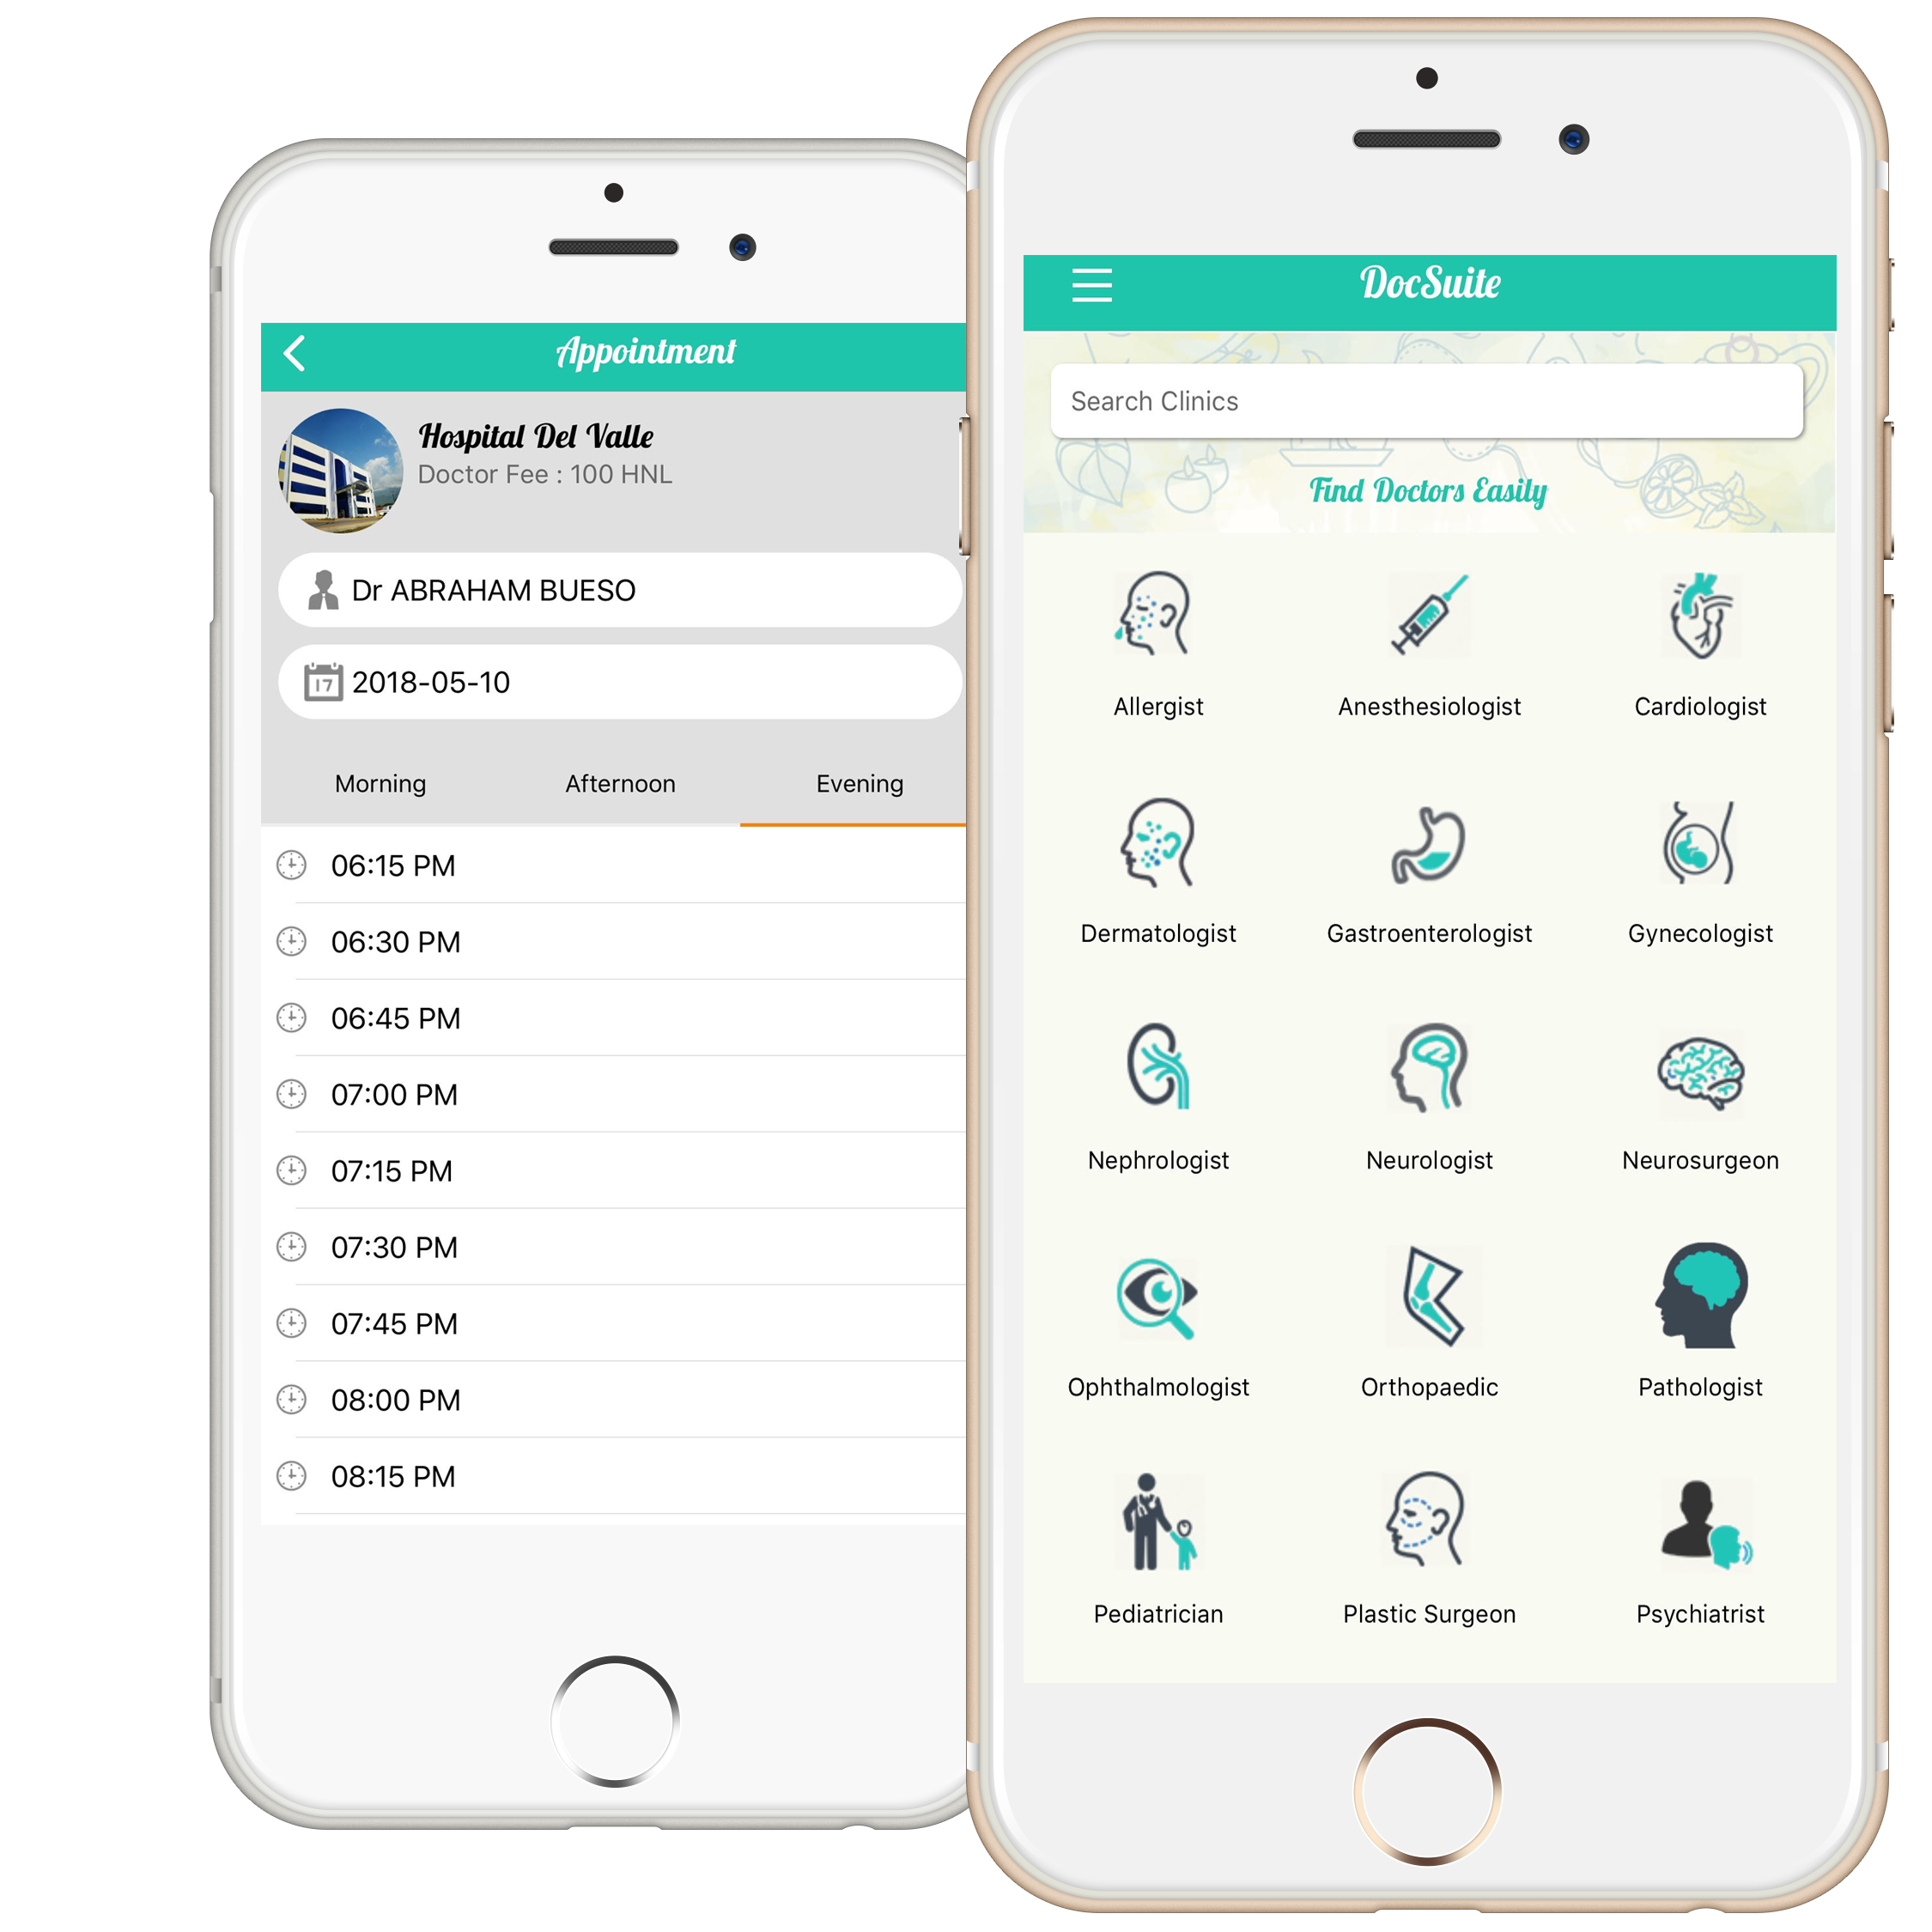 Appointment
Hospital Del Valle
Doctor Fee : 100 HNL
Dr ABRAHAM BUESO
17
2018-05-10
Morning Afternoon Evening
06:15 PM
06:30 PM
06:45 PM
07:00 PM
07:15 PM
07:30 PM
07:45 PM
08:00 PM
08:15 PM
DocSuite
Search Clinics
Find Doctors Easily
Allergist Anesthesiologist Cardiologist
Dermatologist Gastroenterologist Gynecologist
Nephrologist Neurologist Neurosurgeon
Ophthalmologist Orthopaedic Pathologist
Pediatrician Plastic Surgeon Psychiatrist